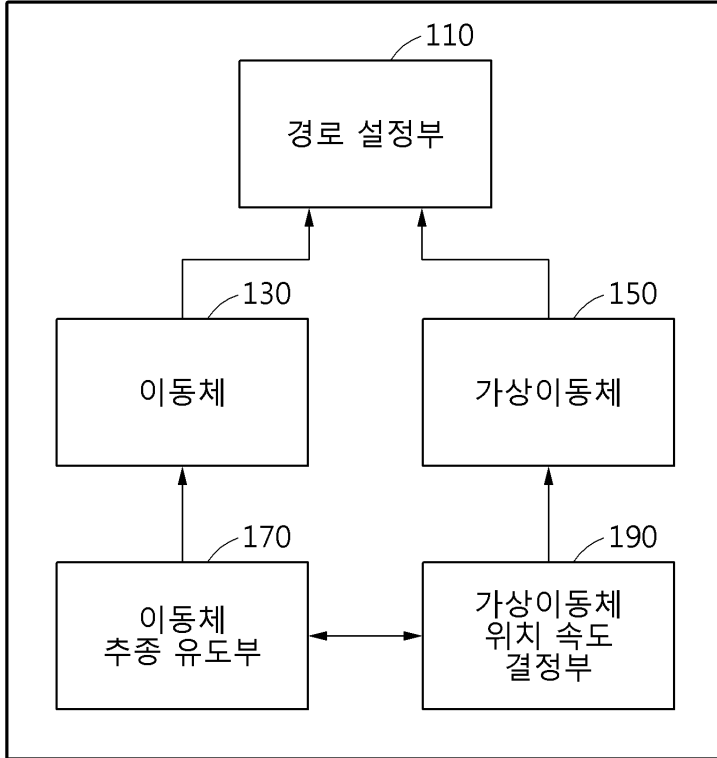 110
경로 설정부
130
150
이동체
가상이동체
170
190
이동체
추종 유도부
가상이동체
위치 속도
결정부